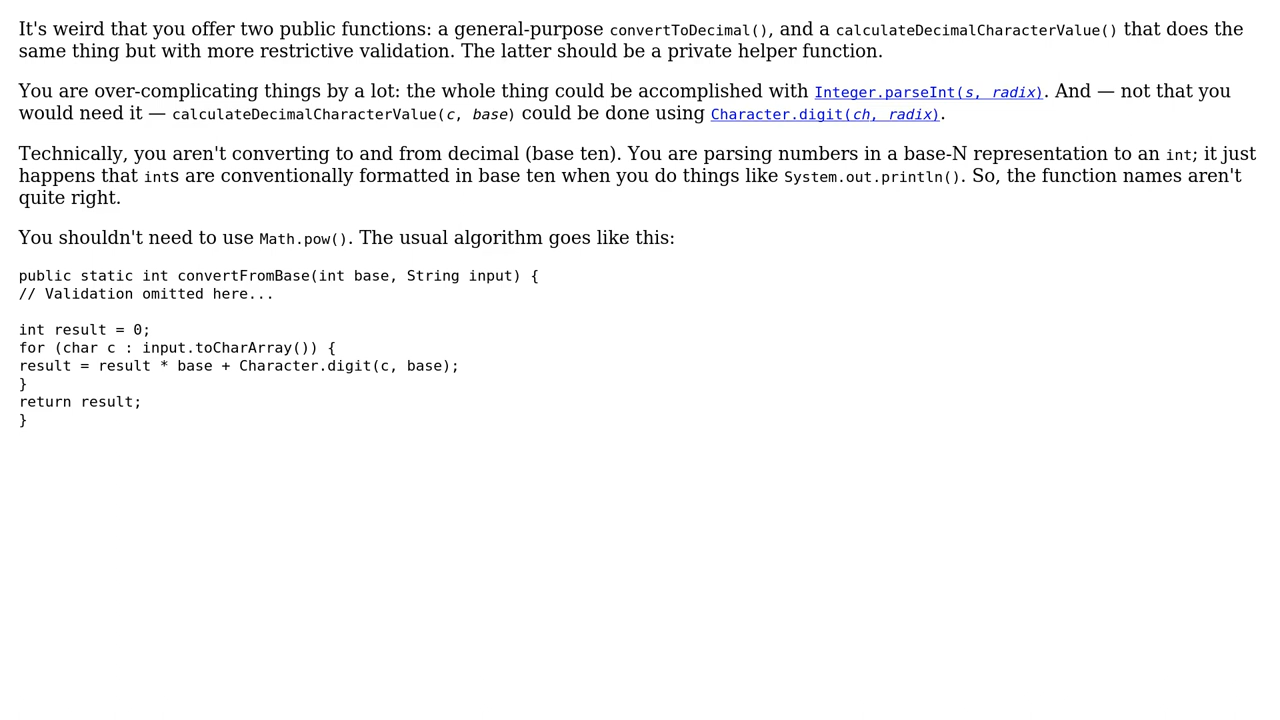 It's weird that you offer two public functions: a general-purpose convertToDecimal(), and a calculateDecimalCharacterValue() that does the
same thing but with more restrictive validation. The latter should be a private helper function.
You are over-complicating things by a lot: the whole thing could be accomplished with Integer.parseInt(s, radix). And — not that you
would need it — calculateDecimalCharacterValue(c, base) could be done using Character.digit(ch, radix).
Technically, you aren't converting to and from decimal (base ten). You are parsing numbers in a base-N representation to an int; it just
happens that ints are conventionally formatted in base ten when you do things like System.out.println(). So, the function names aren't
quite right.
You shouldn't need to use Math.pow(). The usual algorithm goes like this:
public static int convertFromBase(int base, String input) {
// Validation omitted here...
int result = 0;
for (char c : input.toCharArray()) {
result = result * base + Character.digit(c, base);
}
return result;
}